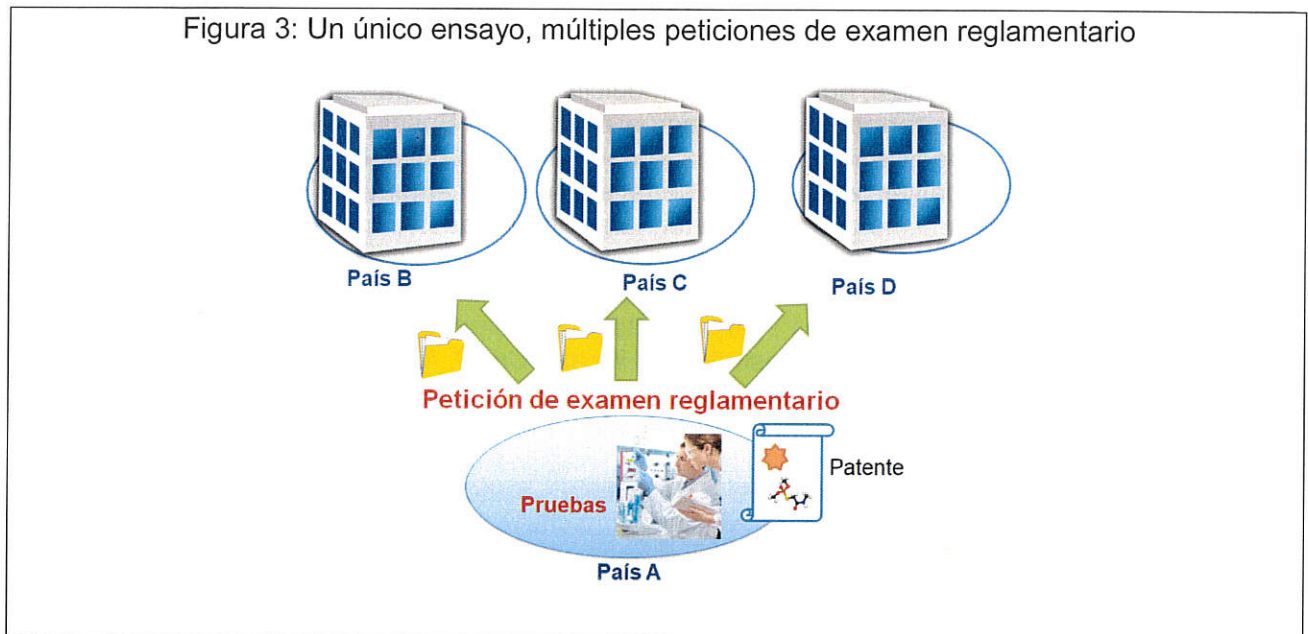 Figura 3: Un único ensayo, múltiples peticiones de examen reglamentario
País B
País C
País D
Petición de examen reglamentario
Patente
Pruebas
País A